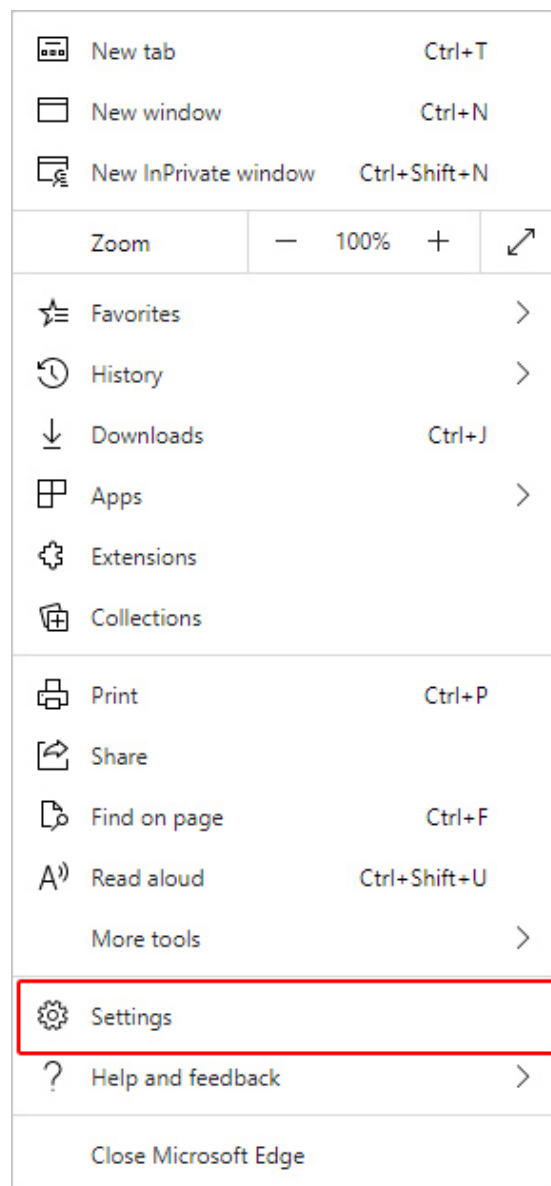 New tab Ctrl+T
New window Ctrl+N
New InPrivate window Ctrl+Shift+N
Zoom — 100% +
Favorites
History
Downloads Ctrl+J
Apps
Extensions
Collections
Print Ctrl+P
Share
Find on page Ctrl+F
Read aloud Ctrl+Shift+U
More tools
Settings
Help and feedback
Close Microsoft Edge